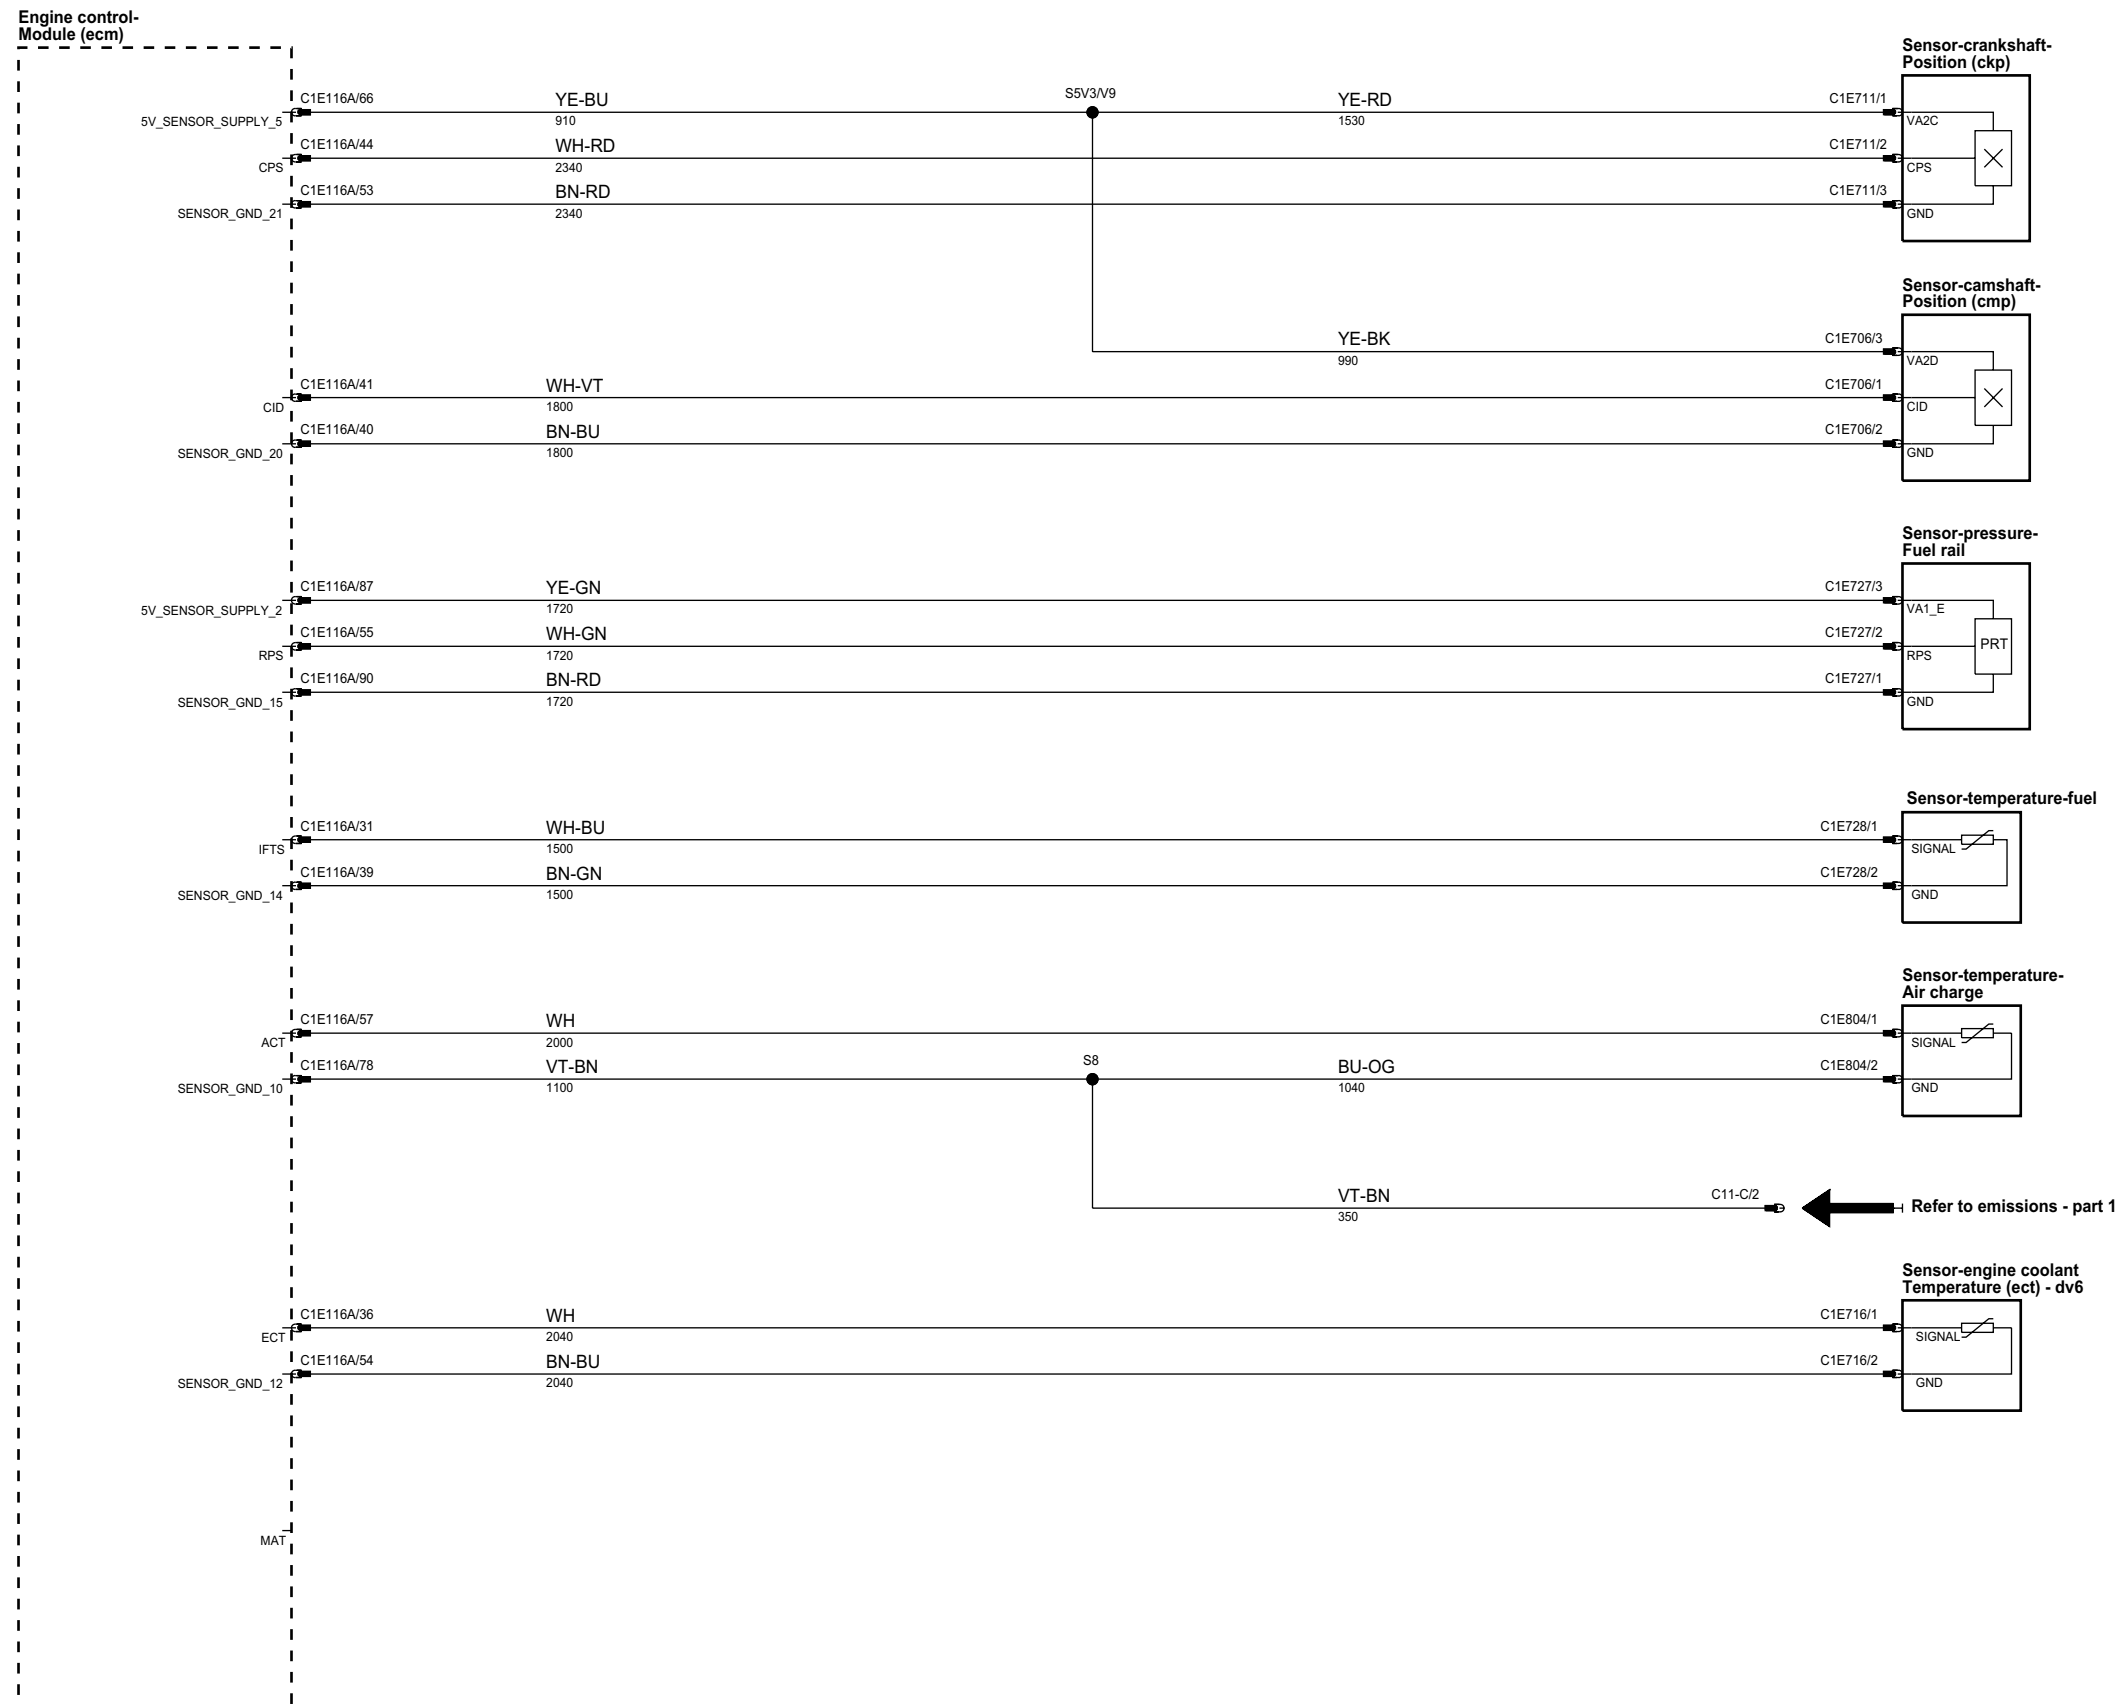 Engine control-
Module (ecm)
Sensor-crankshaft-
Position (ckp)
C1E116A/66
YE-BU
S5V3/V9
YE-RD
C1E711/1
5V_SENSOR_SUPPLY_5
910
1530
VA2C
C1E116A/44
WH-RD
C1E711/2
CPS
2340
CPS
C1E116A/53
BN-RD
C1E711/3
SENSOR_GND_21
2340
GND
Sensor-camshaft-
Position (cmp)
YE-BK
C1E706/3
990
VA2D
C1E116A/41
WH-VT
C1E706/1
CID
1800
CID
C1E116A/40
BN-BU
C1E706/2
SENSOR_GND_20
1800
GND
Sensor-pressure-
Fuel rail
C1E116A/87
YE-GN
C1E727/3
5V_SENSOR_SUPPLY_2
1720
VA1_E
C1E116A/55
WH-GN
C1E727/2
PRT
RPS
1720
RPS
C1E116A/90
BN-RD
C1E727/1
SENSOR_GND_15
1720
GND
Sensor-temperature-fuel
C1E116A/31
WH-BU
C1E728/1
IFTS
1500
SIGNAL
C1E116A/39
BN-GN
C1E728/2
SENSOR_GND_14
1500
GND
Sensor-temperature-
Air charge
C1E116A/57
WH
C1E804/1
ACT
2000
SIGNAL
C1E116A/78
VT-BN
S8
BU-OG
C1E804/2
SENSOR_GND_10
1100
1040
GND
VT-BN
C11-C/2
350
Refer to emissions - part 1
Sensor-engine coolant
Temperature (ect) - dv6
C1E116A/36
WH
C1E716/1
ECT
2040
SIGNAL
C1E116A/54
BN-BU
C1E716/2
SENSOR_GND_12
2040
GND
MAT